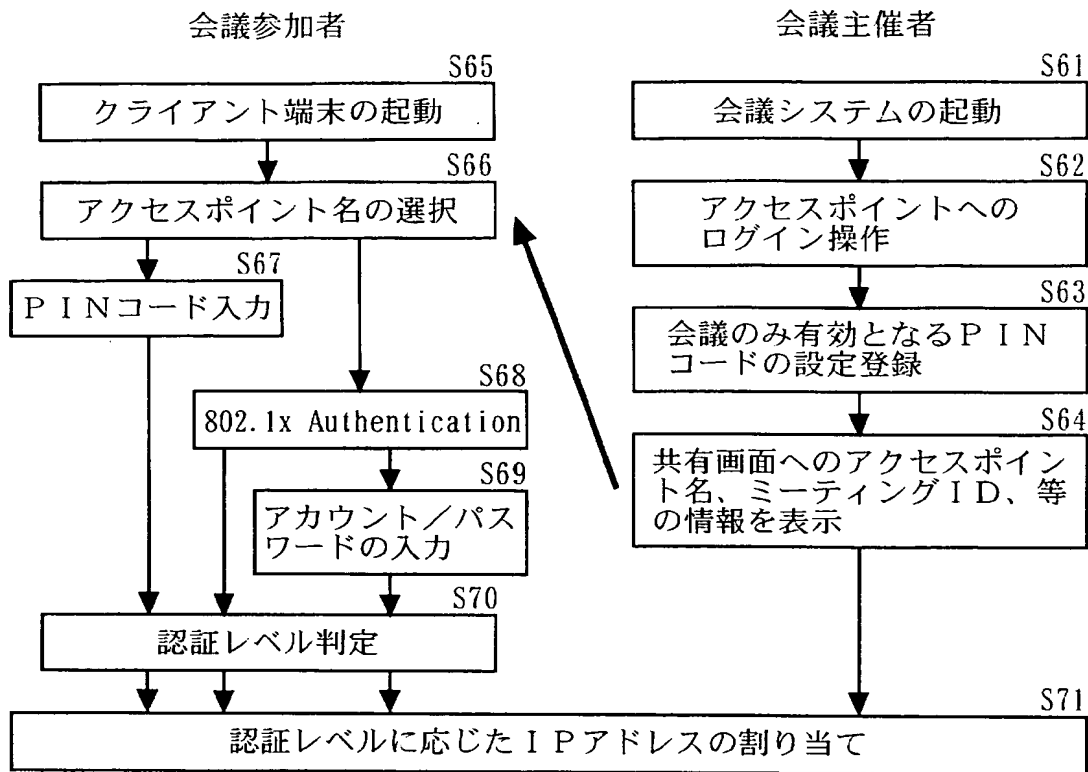 会議参加者
会議主催者
S65
クライアント端末の起動
S66
アクセスポイント名の選択
S67
PINコード入力
S68
802.1x Authentication
S69
アカウント/パス
ワードの入力
S70
認証レベル判定
S61
会議システムの起動
S62
アクセスポイントへの
ログイン操作
S63
会議のみ有効となるPIN
コードの設定登録
S64
共有画面へのアクセスポイン
ト名、ミーティングID、等
の情報を表示
S71
認証レベルに応じたIPアドレスの割り当て